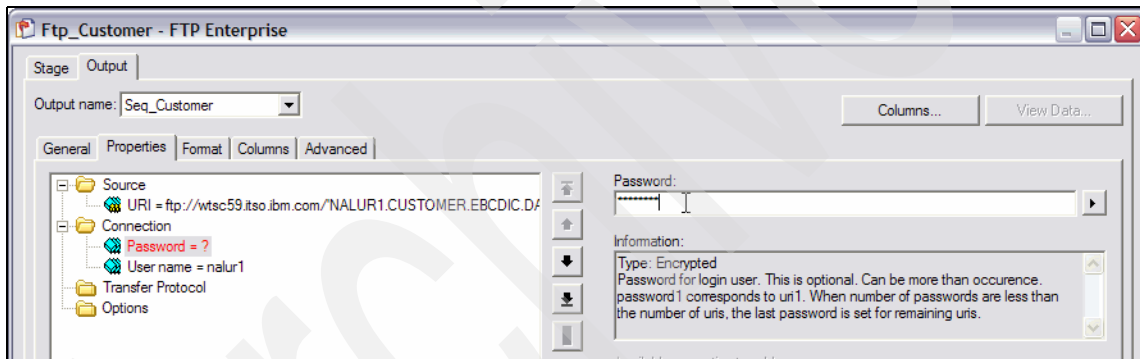 Ftp_Customer - FTP Enterprise
Stage Output
Output name: Seq_Customer
Columns... View Data...
General Properties Format Columns Advanced
Source
URI = ftp://wtsc59.itso.ibm.com/"NALUR1.CUSTOMER.EBCDIC.DA
Connection
Password = ?
User name = nalur1
Transfer Protocol
Options
Password:
********
Information:
Type: Encrypted
Password for login user. This is optional. Can be more than occurence.
password1 corresponds to uri1. When number of passwords are less than
the number of uris, the last password is set for remaining uris.